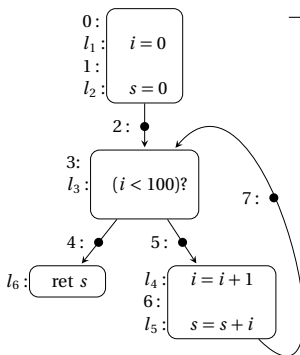 0:
l₁: i = 0
1:
l₂: s = 0
2:
3:
l₃: (i < 100)?
7:
4: 5:
l₆: ret s
l₄: i = i + 1
6:
l₅: s = s + i